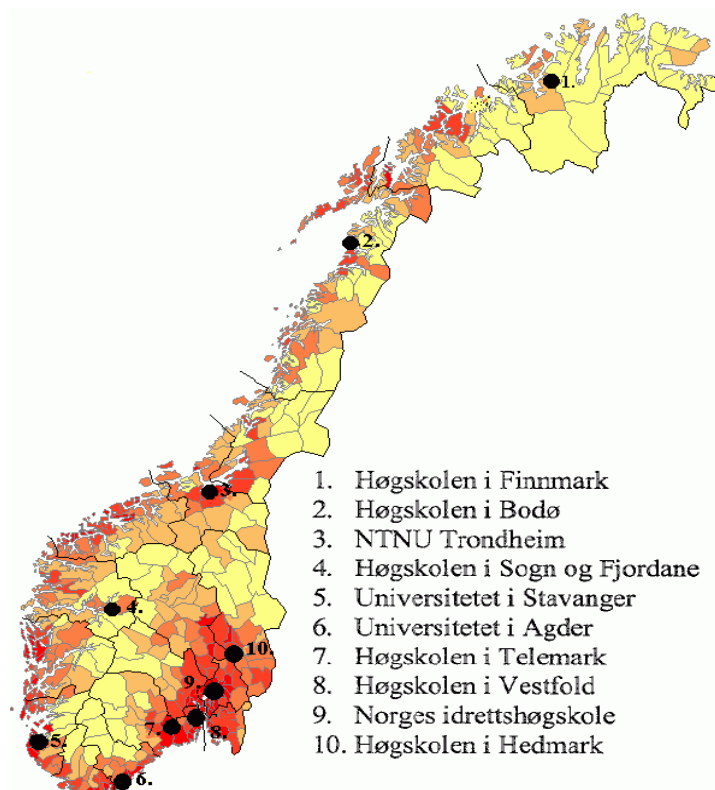 1.
2.
3.
4.
10.
9.
7.
8.
5.
6.
1. Høgskolen i Finnmark
2. Høgskolen i Bodø
3. NTNU Trondheim
4. Høgskolen i Sogn og Fjordane
5. Universitetet i Stavanger
6. Universitetet i Agder
7. Høgskolen i Telemark
8. Høgskolen i Vestfold
9. Norges idrettshøgskole
10. Høgskolen i Hedmark